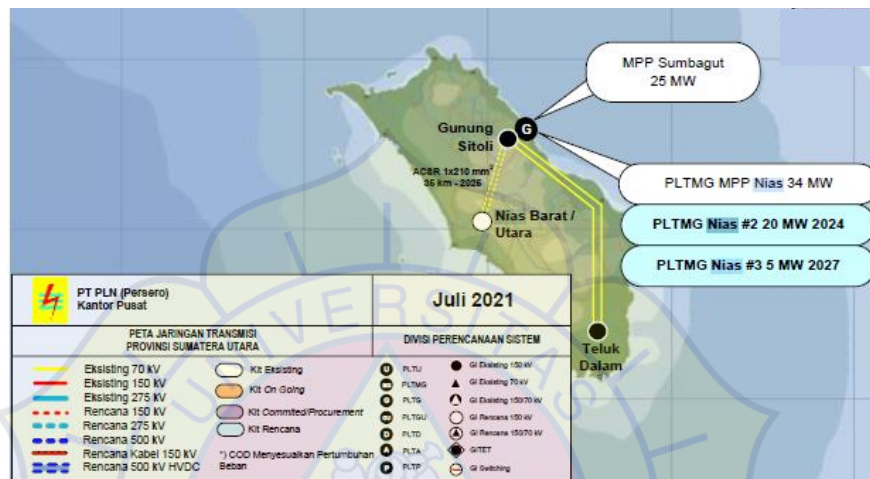 MPP Sumbagut
25 MW
G
Gunung
Sitoli
ACSR 1x210 mm²
PLTMG MPP Nias 34 MW
Nias Barat /
Utara
PLTMG Nias #2 20 MW 2024
PLTMG Nias #3 5 MW 2027
Teluk
Dalam
PT PLN (Persero)
Kantor Pusat
Juli 2021
PETA JARINGAN TRANSMISI
PROVINSI SUMATERA UTARA
DIVISI PERENCANAAN SISTEM
Eksisting 70 kV
Eksisting 150 kV
Eksisting 275 kV
Rencana 150 kV
Rencana 275 kV
Rencana 500 kV
Rencana Kabel 150 kV
Rencana 500 kV HVDC
Kit Eksisting
Kit On Going
Kit Commited/Procurement
Kit Rencana
*) COD Menyesuaikan Pertumbuhan
Beban
U PLTU
PLTMG
G PLTG
GU PLTGU
D PLTD
A PLTA
P PLTP
GI Eksisting 150 kV
GI Eksisting 70 kV
GI Eksisting 150/70 kV
GI Rencana 150 kV
GI Rencana 150/70 kV
GITET
GI Switching
UNIVERSITAS